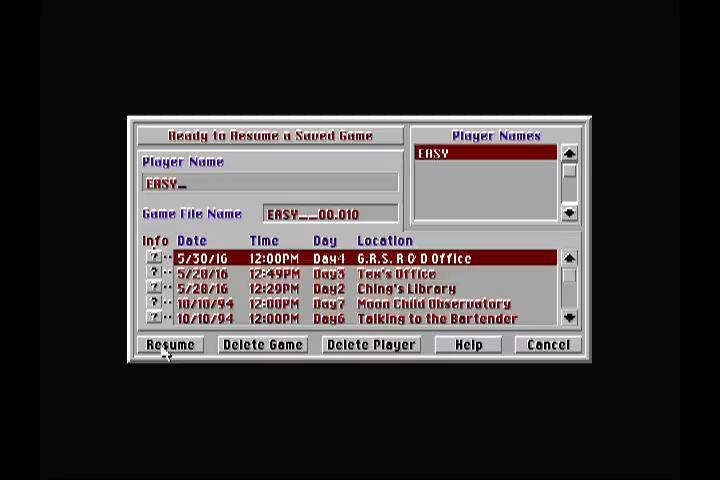 Ready to Resume a Saved Game
Player Names
Player Name
EASY
EASY_
Game File Name
EASY__00.010
Info Date Time Day Location
? 5/30/16 12:00PM Day4 G.R.S. R & D Office
? 5/28/16 12:49PM Day3 Tex's Office
? 5/28/16 12:29PM Day2 Ching's Library
? 10/10/94 12:00PM Day7 Moon Child Observatory
? 10/10/94 12:00PM Day6 Talking to the Bartender
Resume Delete Game Delete Player Help Cancel